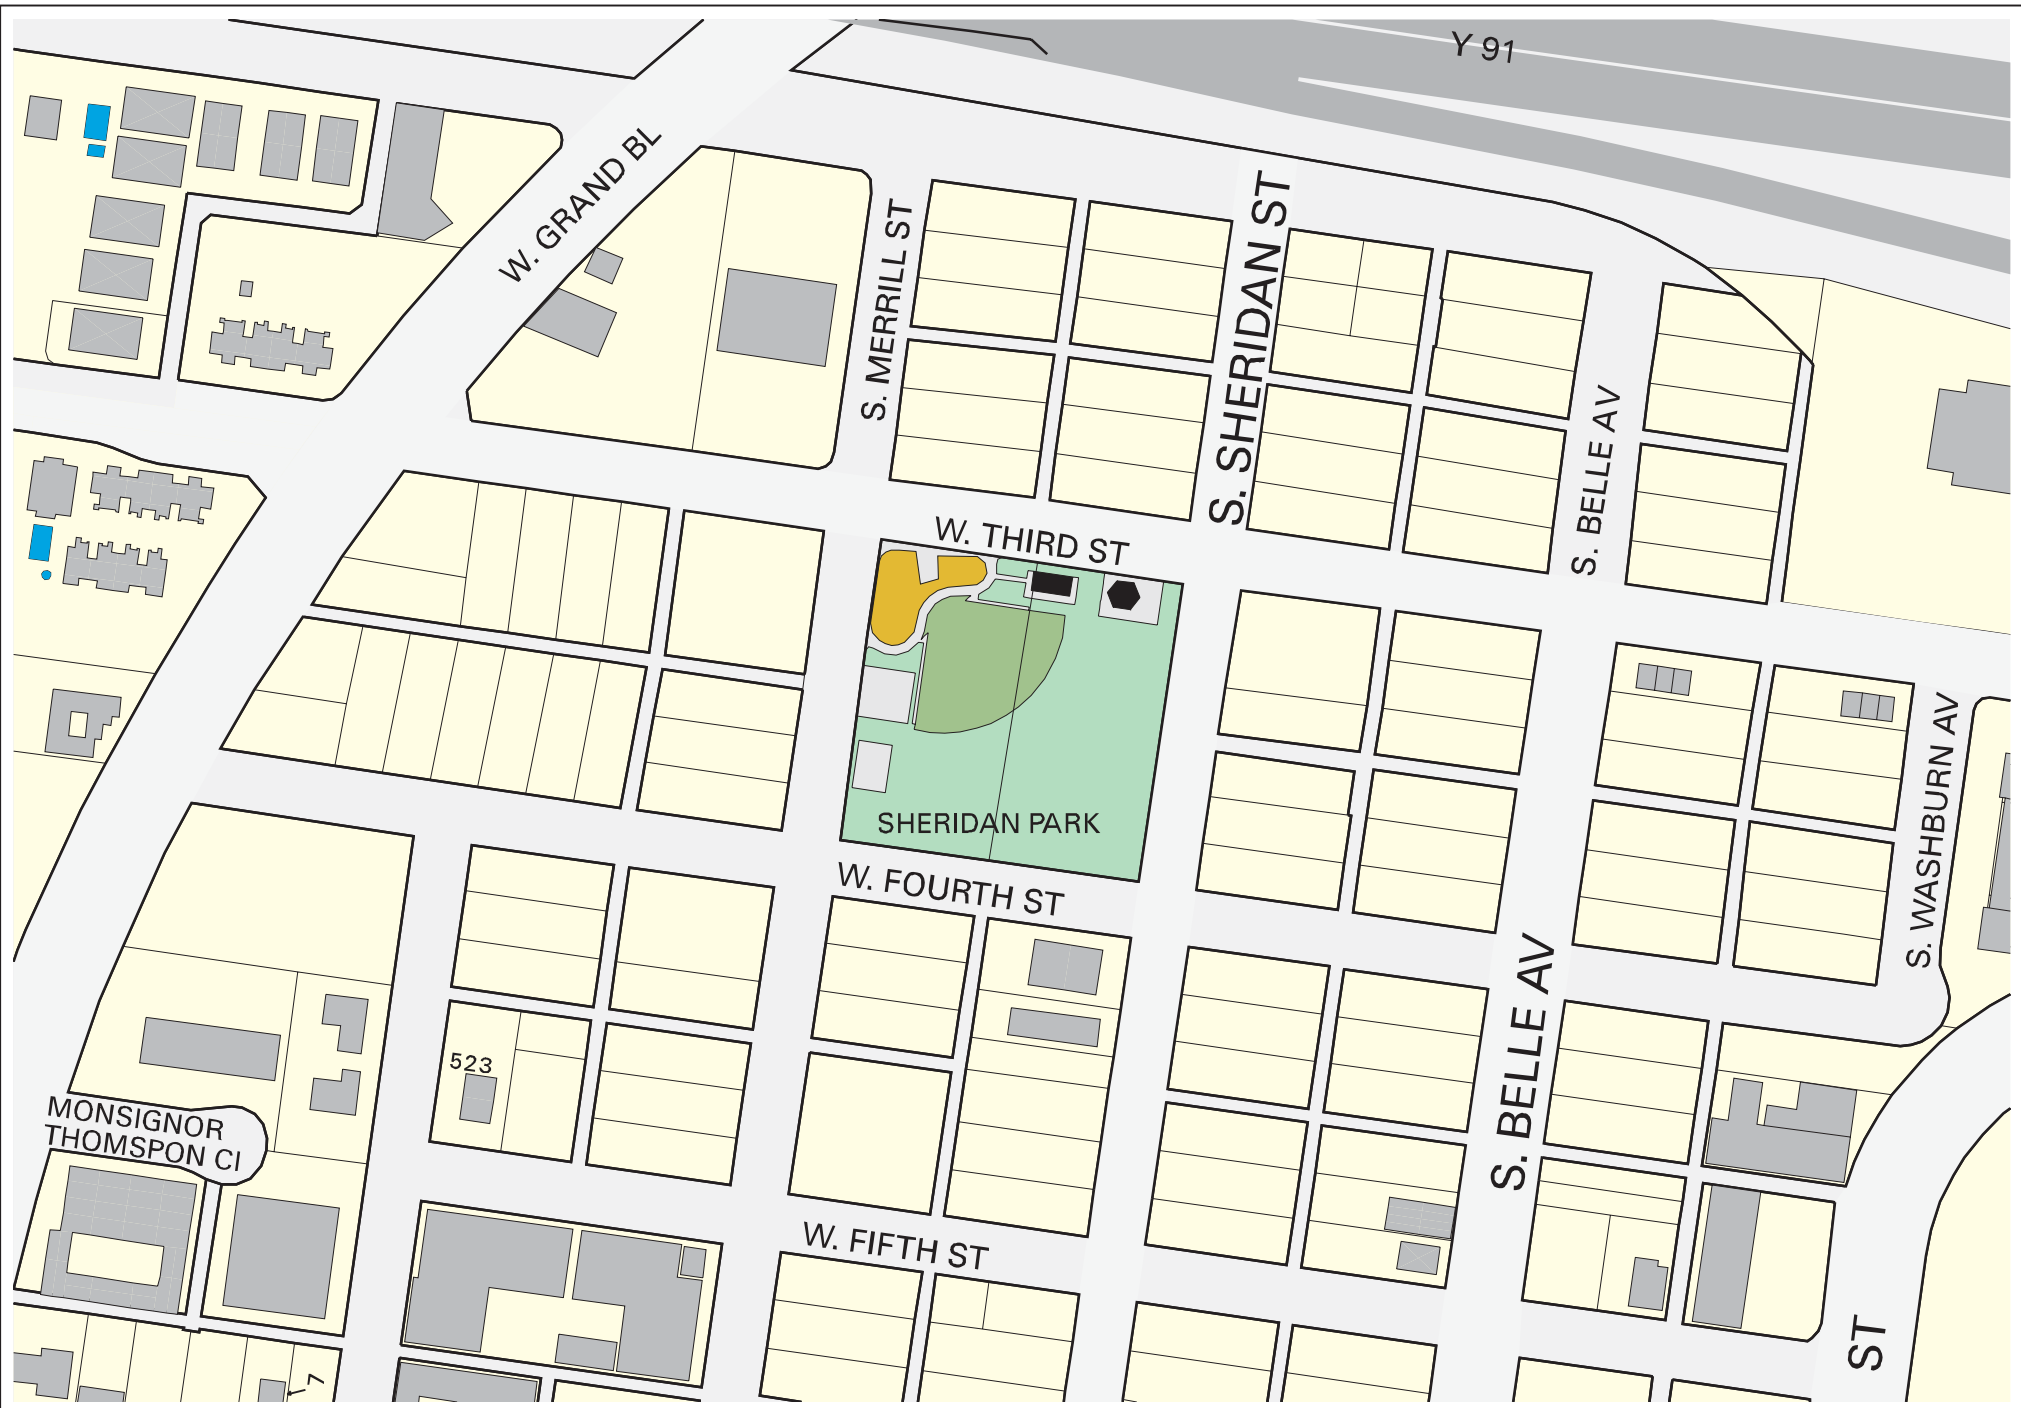 Y 91
W. GRAND BL
S. MERRILL ST
S. SHERIDAN ST
S. BELLE AV
W. THIRD ST
SHERIDAN PARK
W. FOURTH ST
S. WASHBURN AV
S. BELLE AV
523
MONSIGNOR
THOMSPON CI
W. FIFTH ST
ST
7